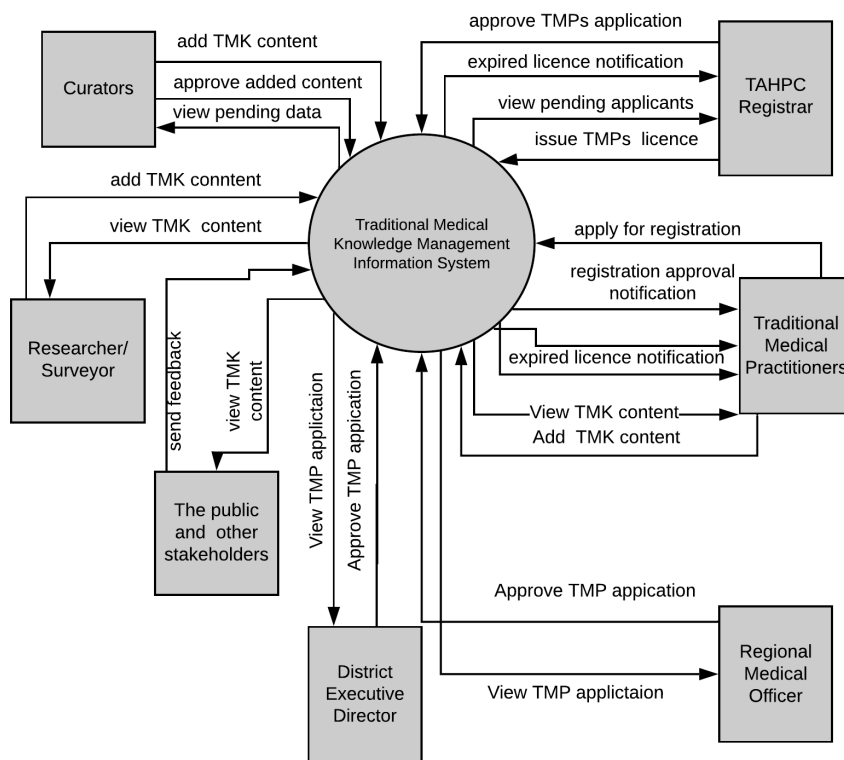 approve TMPs application
add TMK content
expired licence notification
approve added content
Curators
TAHPC
Registrar
view pending data
view pending applicants
issue TMPs licence
add TMK conntent
view TMK content
Traditional Medical
Knowledge Management
Information System
apply for registration
registration approval
notification
Traditional
Medical
Practitioners
expired licence notification
Researcher/
Surveyor
View TMK content
Add TMK content
send feedback
view TMK
content
View TMP applictaion
Approve TMP appication
The public
and other
stakeholders
Approve TMP appication
Regional
Medical
Officer
View TMP applictaion
District
Executive
Director